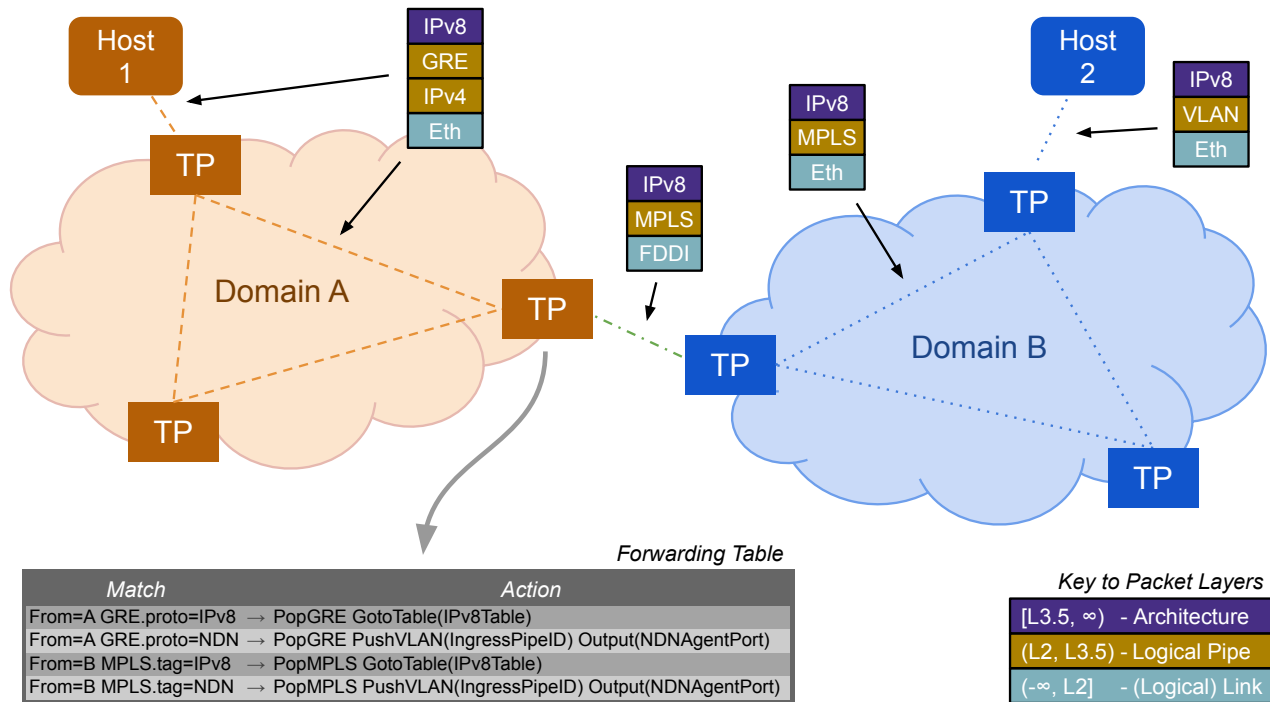 Host
1
IPv8
GRE
IPv4
Eth
TP
Domain A
TP
TP
IPv8
MPLS
FDDI
IPv8
MPLS
Eth
Host
2
IPv8
VLAN
Eth
TP
Domain B
TP
TP
Forwarding Table
Match Action
From=A GRE.proto=IPv8 → PopGRE GotoTable(IPv8Table)
From=A GRE.proto=NDN → PopGRE PushVLAN(IngressPipeID) Output(NDNAgentPort)
From=B MPLS.tag=IPv8 → PopMPLS GotoTable(IPv8Table)
From=B MPLS.tag=NDN → PopMPLS PushVLAN(IngressPipeID) Output(NDNAgentPort)
Key to Packet Layers
[L3.5, ∞) - Architecture
(L2, L3.5) - Logical Pipe
(-∞, L2] - (Logical) Link